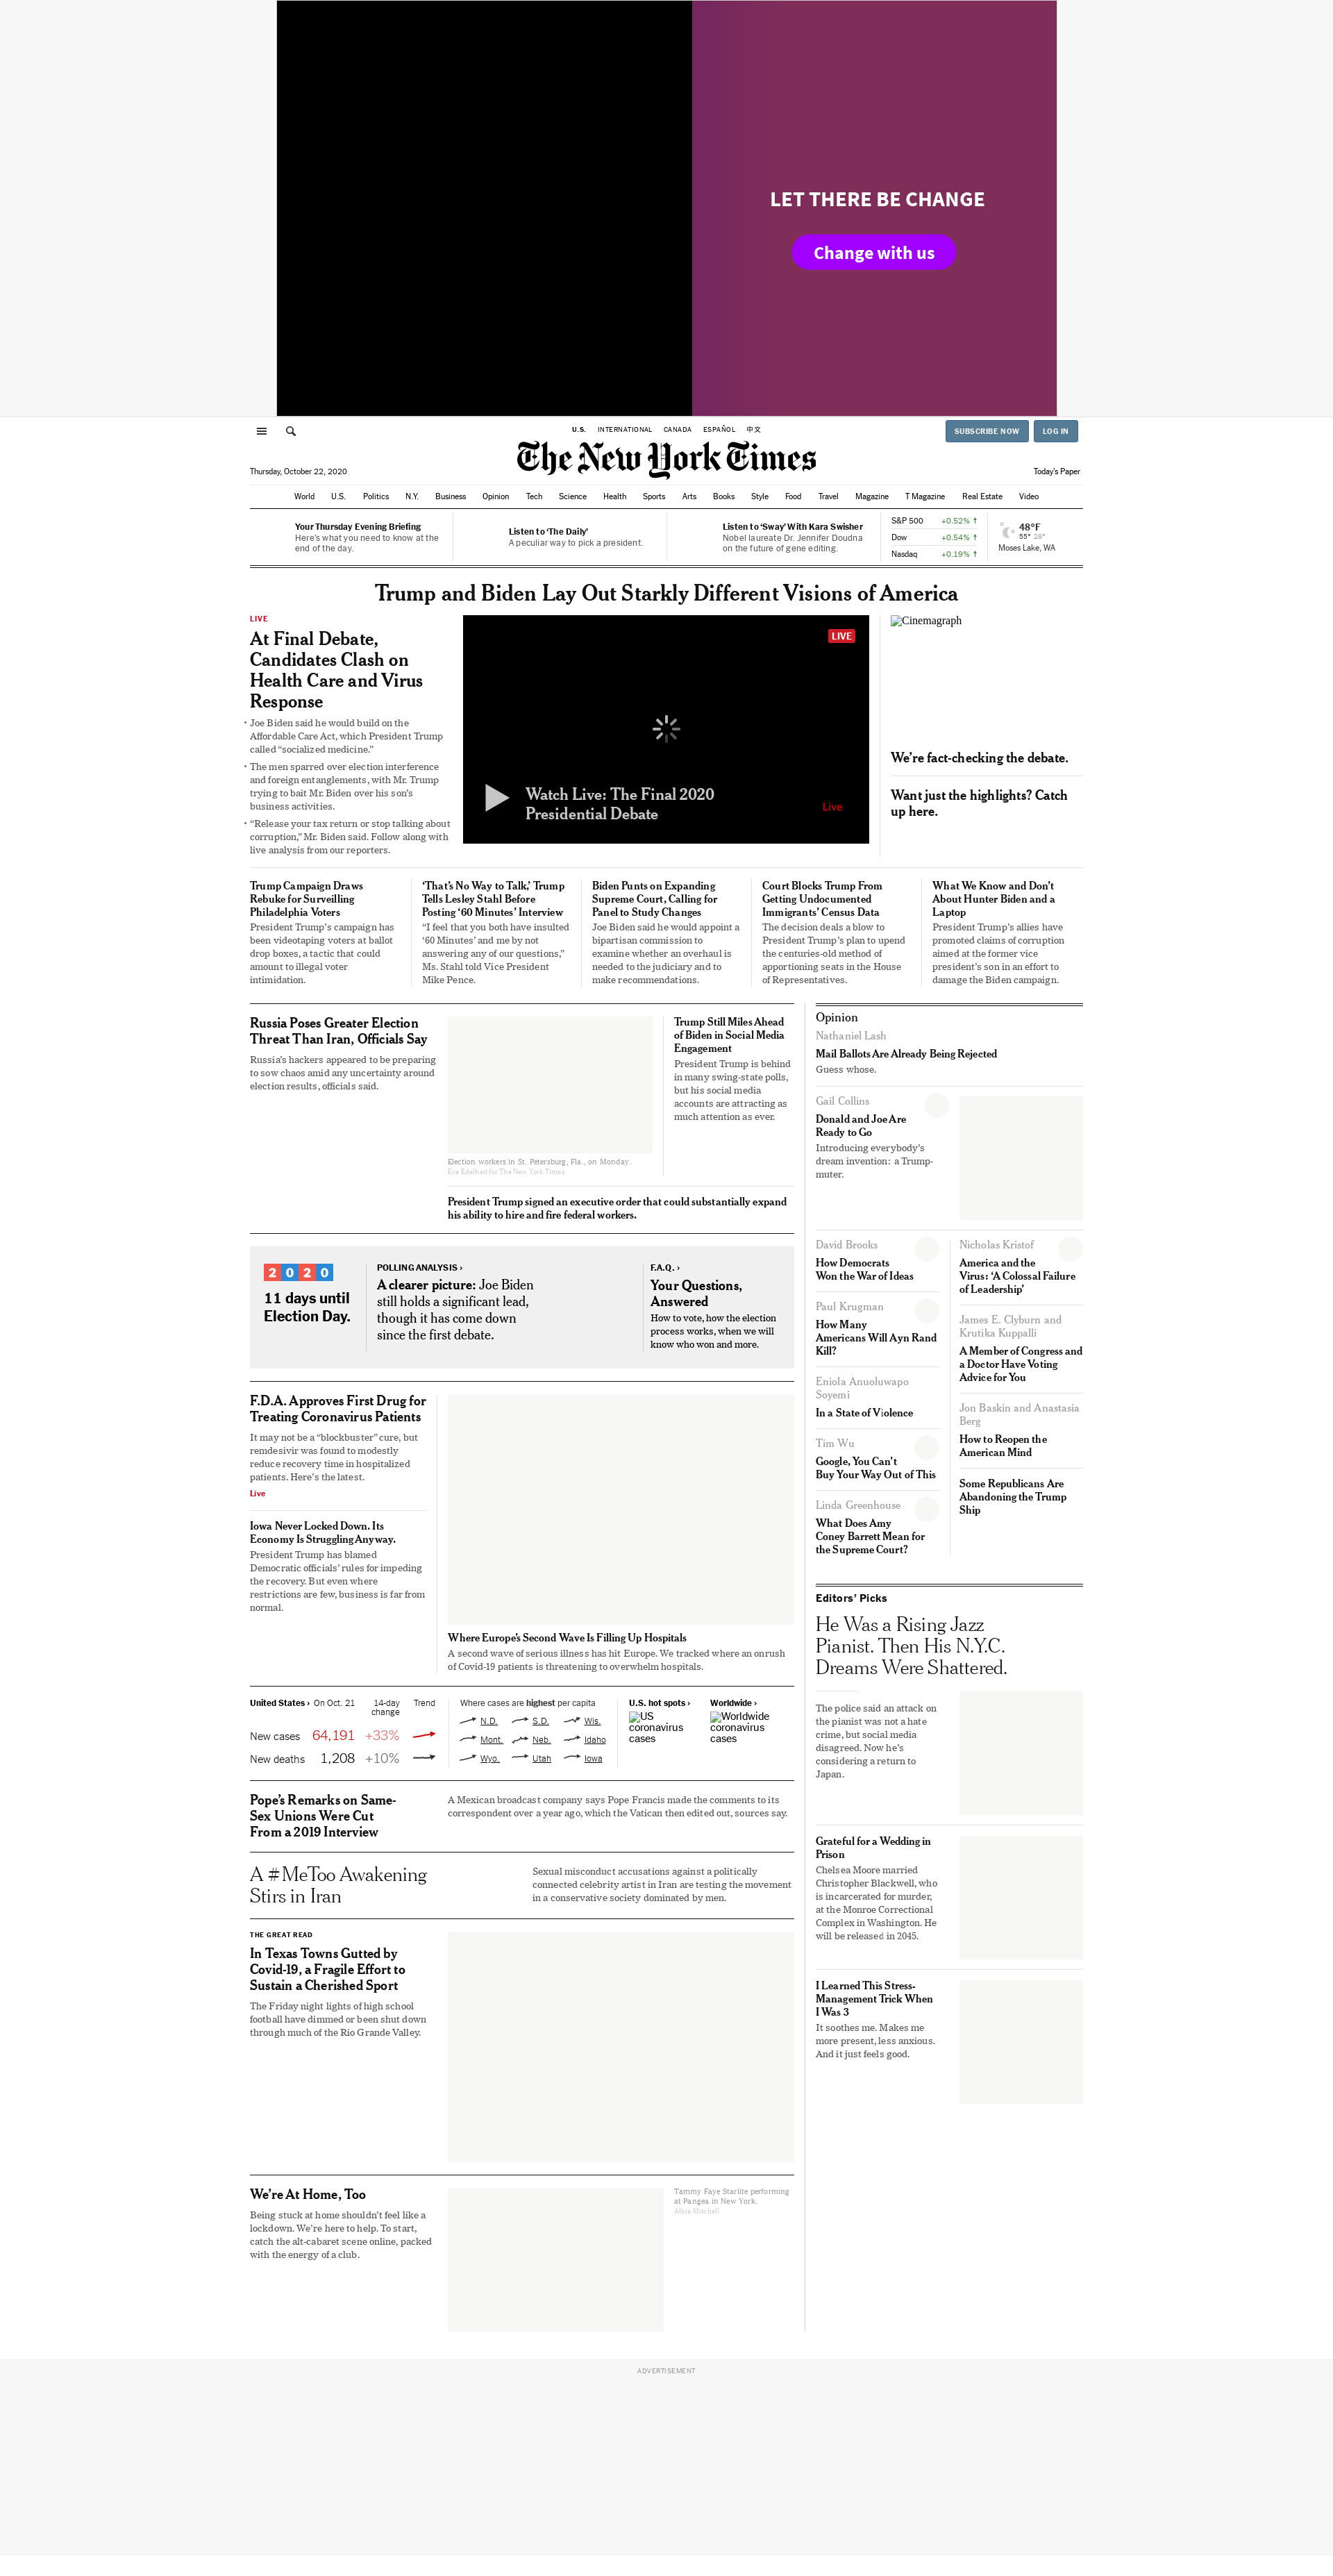 LET THERE BE CHANGE
Change with us
U.S. INTERNATIONAL CANADA ESPAÑOL 中文
SUBSCRIBE NOW LOG IN
The New York Times
Thursday, October 22, 2020
Today's Paper
World U.S. Politics N.Y. Business Opinion Tech Science Health Sports Arts Books Style Food Travel Magazine T Magazine Real Estate Video
Your Thursday Evening Briefing
Here's what you need to know at the
end of the day.
Listen to 'The Daily'
A peculiar way to pick a president.
Listen to 'Sway' With Kara Swisher
Nobel laureate Dr. Jennifer Doudna
on the future of gene editing.
S&P 500 +0.52% ↑
Dow +0.54% ↑
Nasdaq +0.19% ↑
48°F
55° 28°
Moses Lake, WA
Trump and Biden Lay Out Starkly Different Visions of America
LIVE
At Final Debate,
Candidates Clash on
Health Care and Virus
Response
• Joe Biden said he would build on the
Affordable Care Act, which President Trump
called “socialized medicine.”
• The men sparred over election interference
and foreign entanglements, with Mr. Trump
trying to bait Mr. Biden over his son's
business activities.
• “Release your tax return or stop talking about
corruption,” Mr. Biden said. Follow along with
live analysis from our reporters.
LIVE
Watch Live: The Final 2020
Presidential Debate
Live
Cinemagraph
We're fact-checking the debate.
Want just the highlights? Catch
up here.
Trump Campaign Draws
Rebuke for Surveilling
Philadelphia Voters
President Trump's campaign has
been videotaping voters at ballot
drop boxes, a tactic that could
amount to illegal voter
intimidation.
‘That's No Way to Talk,’ Trump
Tells Lesley Stahl Before
Posting ‘60 Minutes’ Interview
“I feel that you both have insulted
‘60 Minutes’ and me by not
answering any of our questions,”
Ms. Stahl told Vice President
Mike Pence.
Biden Punts on Expanding
Supreme Court, Calling for
Panel to Study Changes
Joe Biden said he would appoint a
bipartisan commission to
examine whether an overhaul is
needed to the judiciary and to
make recommendations.
Court Blocks Trump From
Getting Undocumented
Immigrants' Census Data
The decision deals a blow to
President Trump's plan to upend
the centuries-old method of
apportioning seats in the House
of Representatives.
What We Know and Don't
About Hunter Biden and a
Laptop
President Trump's allies have
promoted claims of corruption
aimed at the former vice
president's son in an effort to
damage the Biden campaign.
Russia Poses Greater Election
Threat Than Iran, Officials Say
Russia's hackers appeared to be preparing
to sow chaos amid any uncertainty around
election results, officials said.
Election workers in St. Petersburg, Fla., on Monday.
Eve Edelheit for The New York Times
Trump Still Miles Ahead
of Biden in Social Media
Engagement
President Trump is behind
in many swing-state polls,
but his social media
accounts are attracting as
much attention as ever.
President Trump signed an executive order that could substantially expand
his ability to hire and fire federal workers.
2020
11 days until
Election Day.
POLLING ANALYSIS ›
A clearer picture: Joe Biden
still holds a significant lead,
though it has come down
since the first debate.
F.A.Q. ›
Your Questions,
Answered
How to vote, how the election
process works, when we will
know who won and more.
F.D.A. Approves First Drug for
Treating Coronavirus Patients
It may not be a “blockbuster” cure, but
remdesivir was found to modestly
reduce recovery time in hospitalized
patients. Here's the latest.
Live
Iowa Never Locked Down. Its
Economy Is Struggling Anyway.
President Trump has blamed
Democratic officials' rules for impeding
the recovery. But even where
restrictions are few, business is far from
normal.
Where Europe's Second Wave Is Filling Up Hospitals
A second wave of serious illness has hit Europe. We tracked where an onrush
of Covid-19 patients is threatening to overwhelm hospitals.
United States › On Oct. 21 14-day
change Trend
New cases 64,191 +33%
New deaths 1,208 +10%
Where cases are highest per capita
N.D. S.D. Wis.
Mont. Neb. Idaho
Wyo. Utah Iowa
U.S. hot spots ›
US
coronavirus
cases
Worldwide ›
Worldwide
coronavirus
cases
Pope's Remarks on Same-
Sex Unions Were Cut
From a 2019 Interview
A Mexican broadcast company says Pope Francis made the comments to its
correspondent over a year ago, which the Vatican then edited out, sources say.
A #MeToo Awakening
Stirs in Iran
Sexual misconduct accusations against a politically
connected celebrity artist in Iran are testing the movement
in a conservative society dominated by men.
THE GREAT READ
In Texas Towns Gutted by
Covid-19, a Fragile Effort to
Sustain a Cherished Sport
The Friday night lights of high school
football have dimmed or been shut down
through much of the Rio Grande Valley.
We're At Home, Too
Being stuck at home shouldn't feel like a
lockdown. We're here to help. To start,
catch the alt-cabaret scene online, packed
with the energy of a club.
Tammy Faye Starlite performing
at Pangea in New York.
Albie Mitchell
Opinion
Nathaniel Lash
Mail Ballots Are Already Being Rejected
Guess whose.
Gail Collins
Donald and Joe Are
Ready to Go
Introducing everybody's
dream invention: a Trump-
muter.
David Brooks
How Democrats
Won the War of Ideas
Paul Krugman
How Many
Americans Will Ayn Rand
Kill?
Eniola Anuoluwapo
Soyemi
In a State of Violence
Tim Wu
Google, You Can't
Buy Your Way Out of This
Linda Greenhouse
What Does Amy
Coney Barrett Mean for
the Supreme Court?
Nicholas Kristof
America and the
Virus: ‘A Colossal Failure
of Leadership’
James E. Clyburn and
Krutika Kuppalli
A Member of Congress and
a Doctor Have Voting
Advice for You
Jon Baskin and Anastasia
Berg
How to Reopen the
American Mind
Some Republicans Are
Abandoning the Trump
Ship
Editors' Picks
He Was a Rising Jazz
Pianist. Then His N.Y.C.
Dreams Were Shattered.
The police said an attack on
the pianist was not a hate
crime, but social media
disagreed. Now he's
considering a return to
Japan.
Grateful for a Wedding in
Prison
Chelsea Moore married
Christopher Blackwell, who
is incarcerated for murder,
at the Monroe Correctional
Complex in Washington. He
will be released in 2045.
I Learned This Stress-
Management Trick When
I Was 3
It soothes me. Makes me
more present, less anxious.
And it just feels good.
ADVERTISEMENT